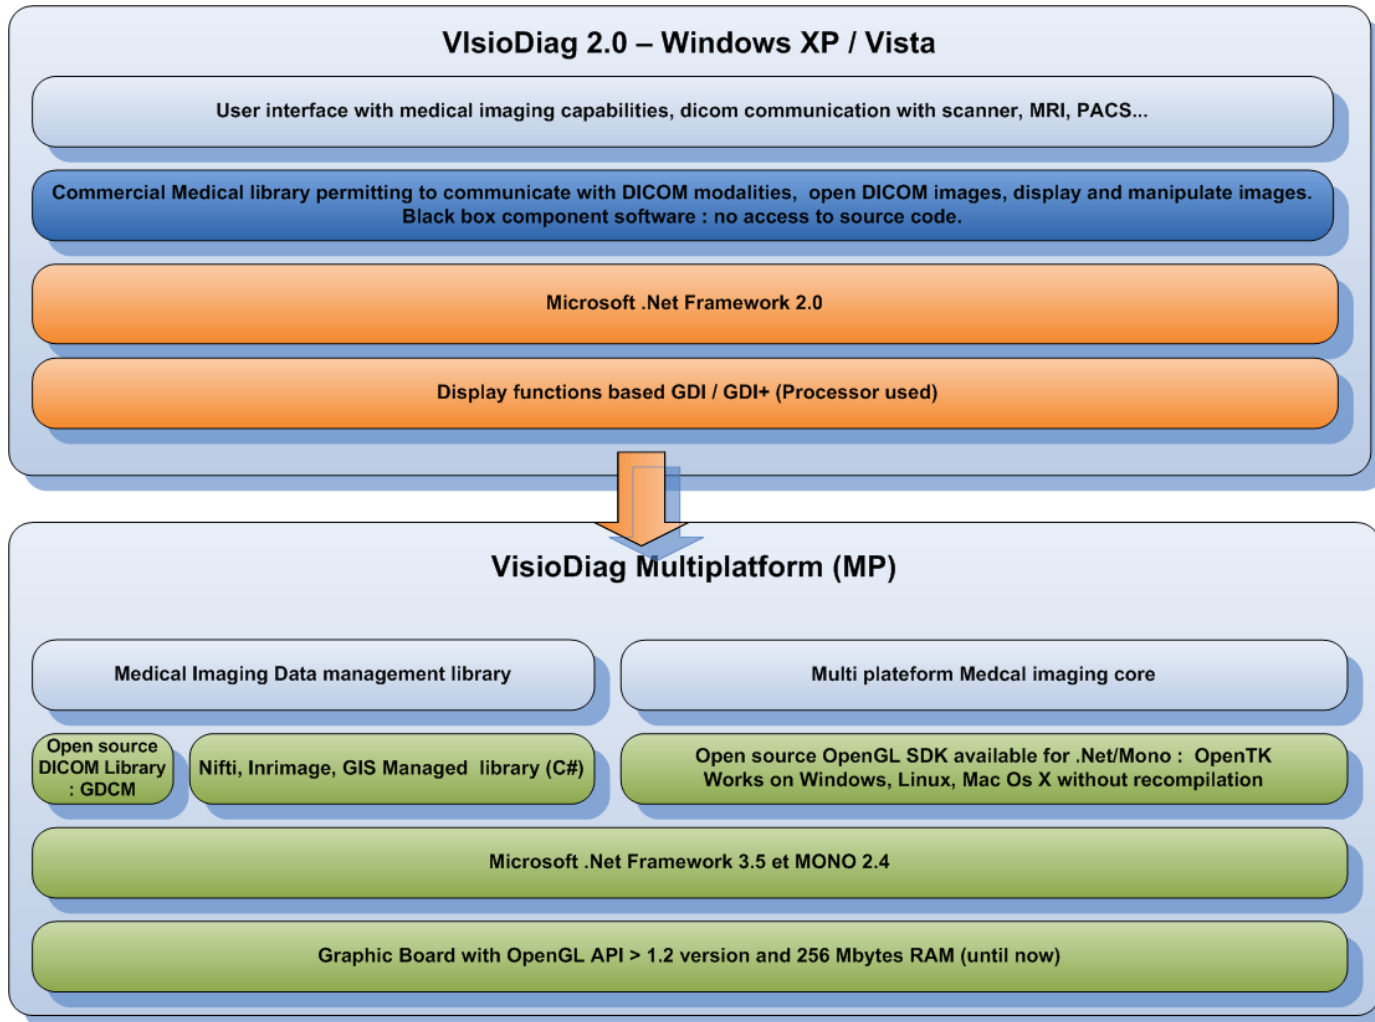 VIsioDiag 2.0 – Windows XP / Vista
User interface with medical imaging capabilities, dicom communication with scanner, MRI, PACS...
Commercial Medical library permitting to communicate with DICOM modalities,  open DICOM images, display and manipulate images.
Black box component software : no access to source code.
Microsoft .Net Framework 2.0
Display functions based GDI / GDI+ (Processor used)
VisioDiag Multiplatform (MP)
Medical Imaging Data management library
Multi plateform Medcal imaging core
Open source
DICOM Library
: GDCM
Nifti, Inrimage, GIS Managed  library (C#)
Open source OpenGL SDK available for .Net/Mono :  OpenTK
Works on Windows, Linux, Mac Os X without recompilation
Microsoft .Net Framework 3.5 et MONO 2.4
Graphic Board with OpenGL API > 1.2 version and 256 Mbytes RAM (until now)